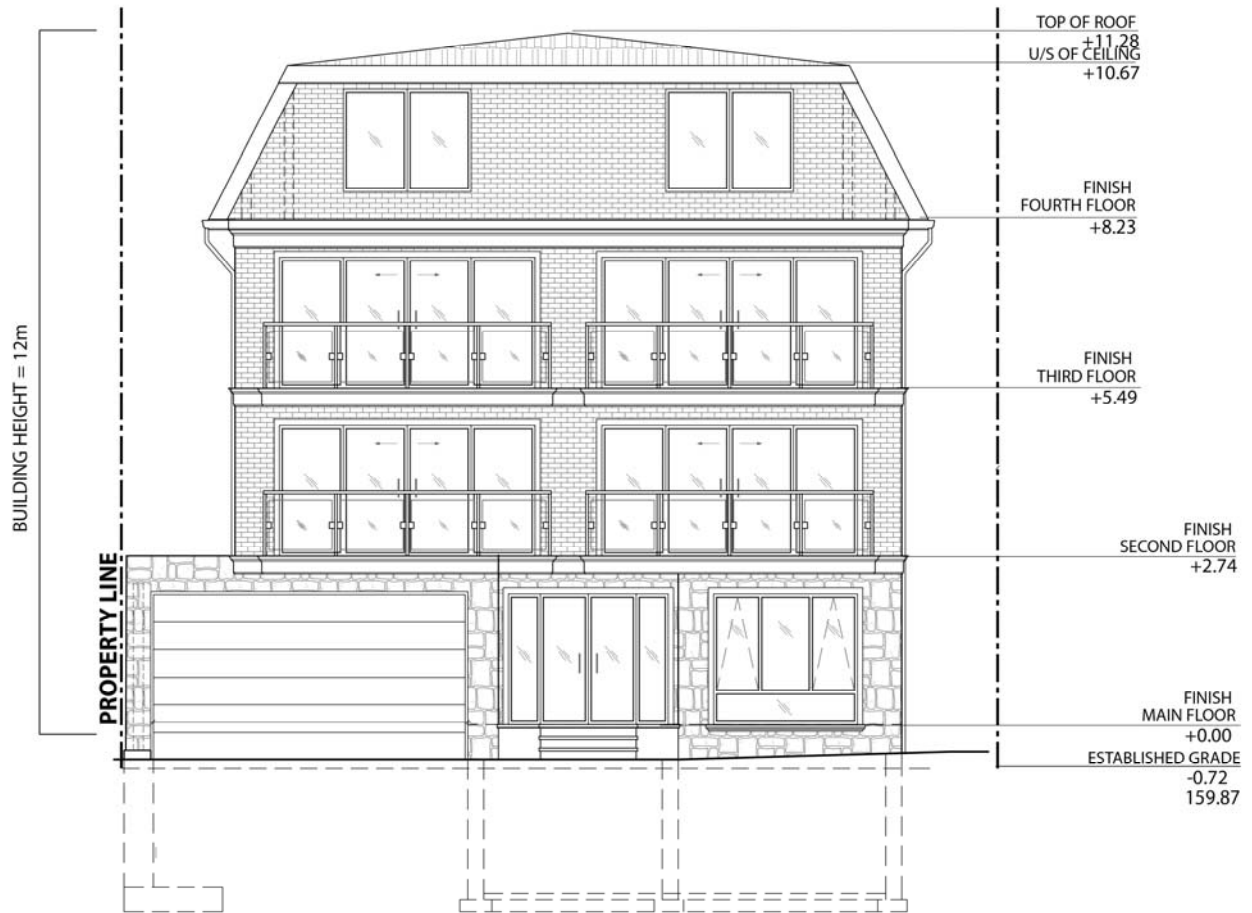 TOP OF ROOF
+11.28
U/S OF CEILING
+10.67
FINISH
FOURTH FLOOR
+8.23
FINISH
THIRD FLOOR
+5.49
FINISH
SECOND FLOOR
+2.74
FINISH
MAIN FLOOR
+0.00
ESTABLISHED GRADE
-0.72
159.87
BUILDING HEIGHT = 12m
PROPERTY LINE